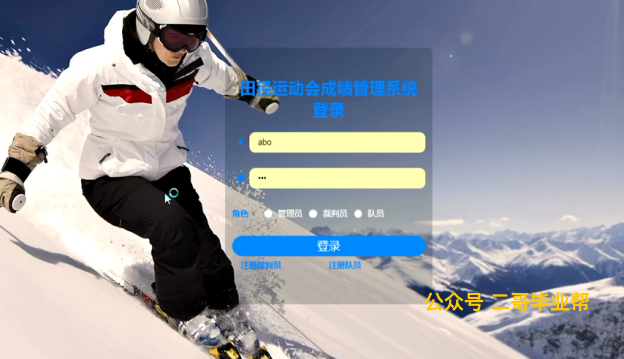 田径运动会成绩管理系统
登录
abo
•••
角色： 管理员 裁判员 队员
登录
注册裁判员 注册队员
公众号 二哥毕业帮